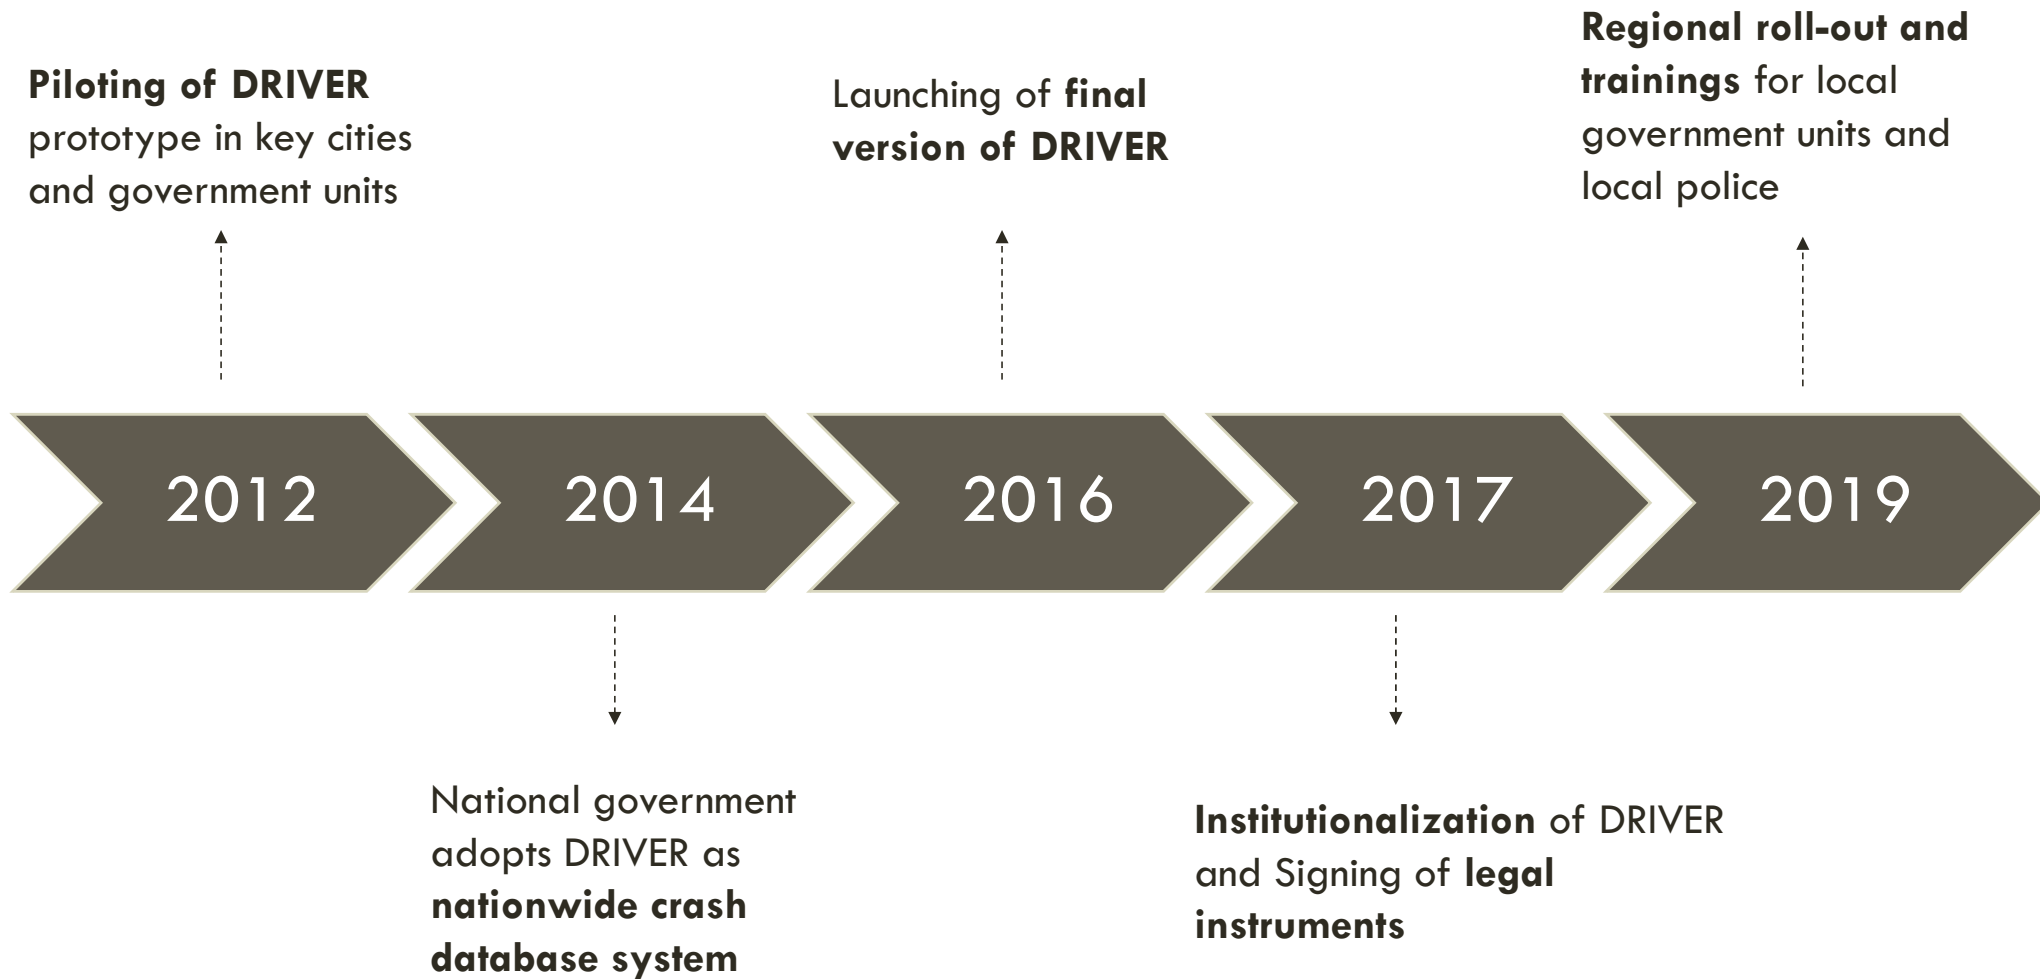 Piloting of DRIVER
prototype in key cities
and government units
Launching of final
version of DRIVER
Regional roll-out and
trainings for local
government units and
local police
2012
2014
2016
2017
2019
National government
adopts DRIVER as
nationwide crash
database system
Institutionalization of DRIVER
and Signing of legal
instruments